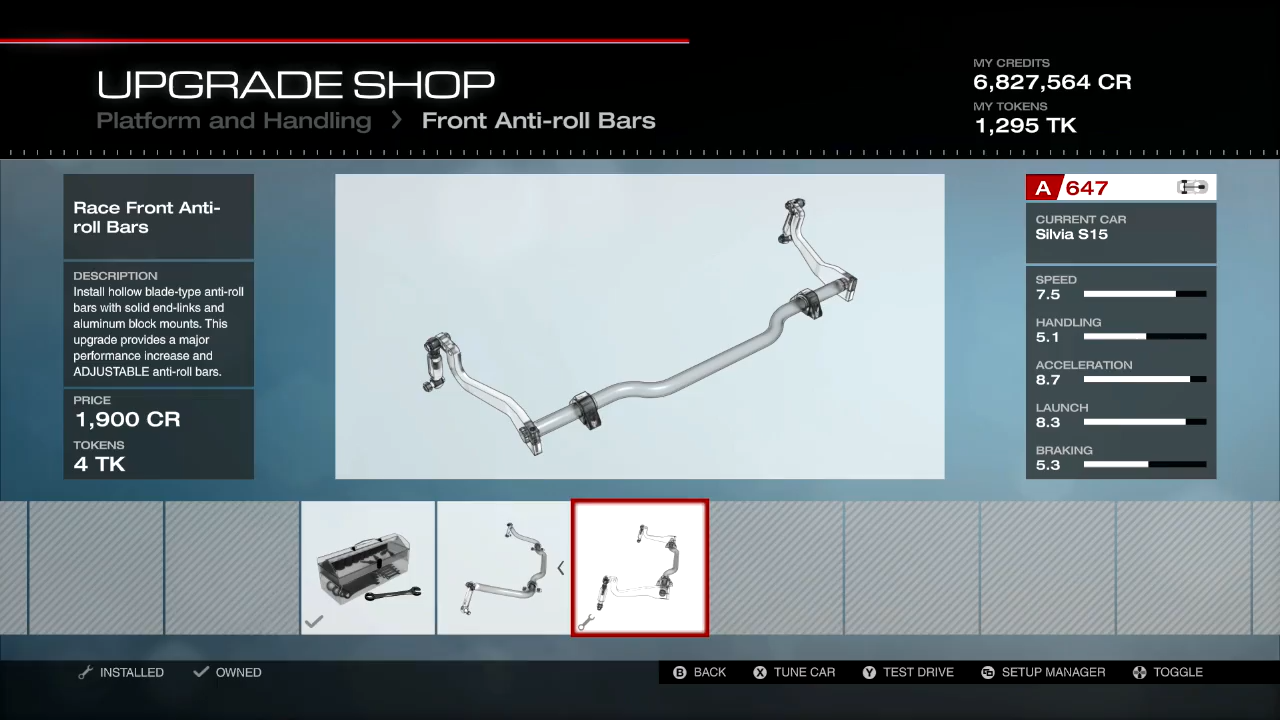 UPGRADE SHOP
Platform and Handling > Front Anti-roll Bars
MY CREDITS
6,827,564 CR
MY TOKENS
1,295 TK
Race Front Anti-
roll Bars
DESCRIPTION
Install hollow blade-type anti-roll
bars with solid end-links and
aluminum block mounts. This
upgrade provides a major
performance increase and
ADJUSTABLE anti-roll bars.
PRICE
1,900 CR
TOKENS
4 TK
A 647
CURRENT CAR
Silvia S15
SPEED
7.5
HANDLING
5.1
ACCELERATION
8.7
LAUNCH
8.3
BRAKING
5.3
INSTALLED
OWNED
B BACK
X TUNE CAR
Y TEST DRIVE
SETUP MANAGER
TOGGLE